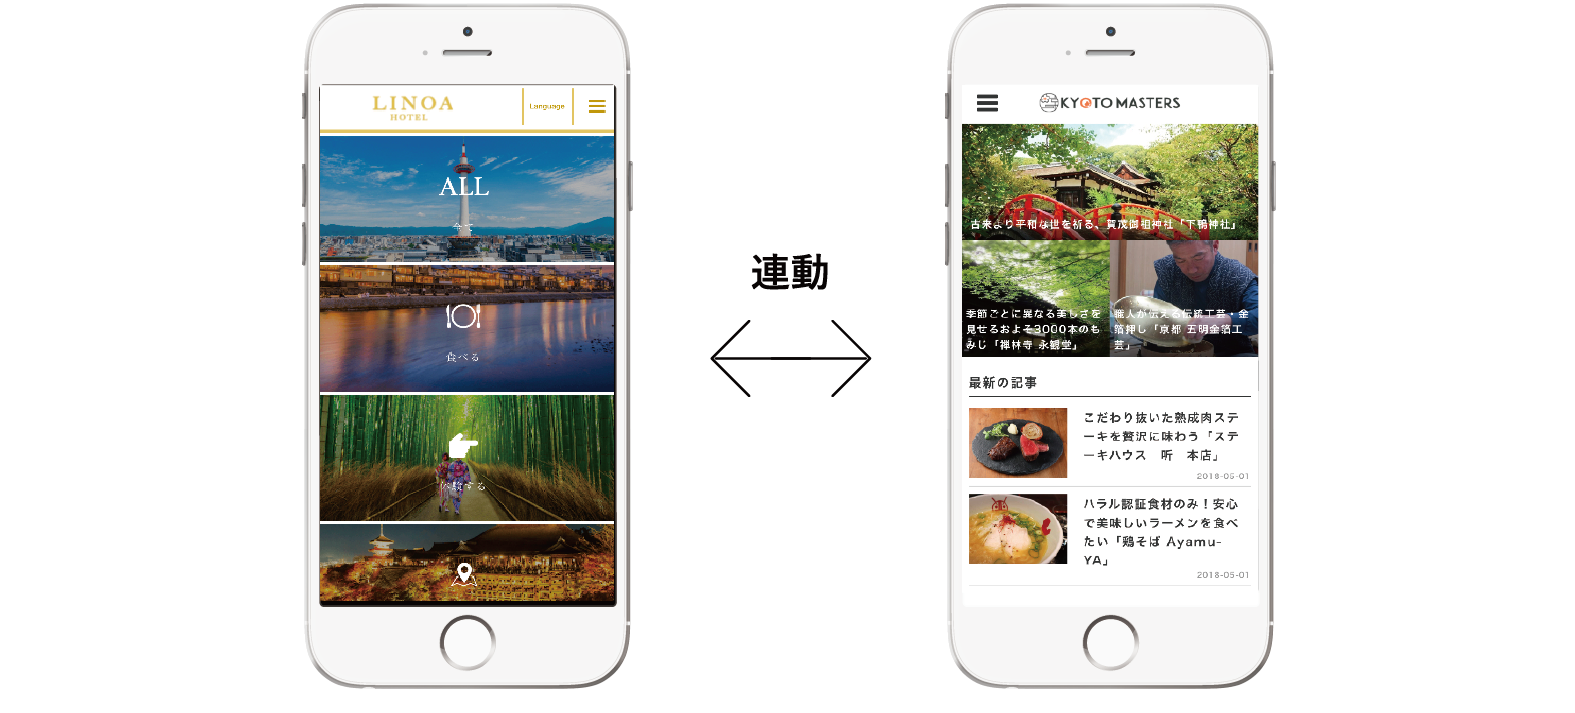 LINOA
HOTEL
Language
ALL
全て
食べる
体験する
連動
KYOTO MASTERS
古来より平和な世を祈る、賀茂御祖神社「下鴨神社」
季節ごとに異なる美しさを
見せるおよそ3000本のも
みじ「禅林寺 永観堂」
職人が伝える伝統工芸・金
箔押し「京都 五明金箔工
芸」
最新の記事
こだわり抜いた熟成肉ステ
ーキを贅沢に味わう「ステ
ーキハウス 听 本店」
2018-05-01
ハラル認証食材のみ！安心
で美味しいラーメンを食べ
たい「鶏そば Ayamu-
YA」
2018-05-01